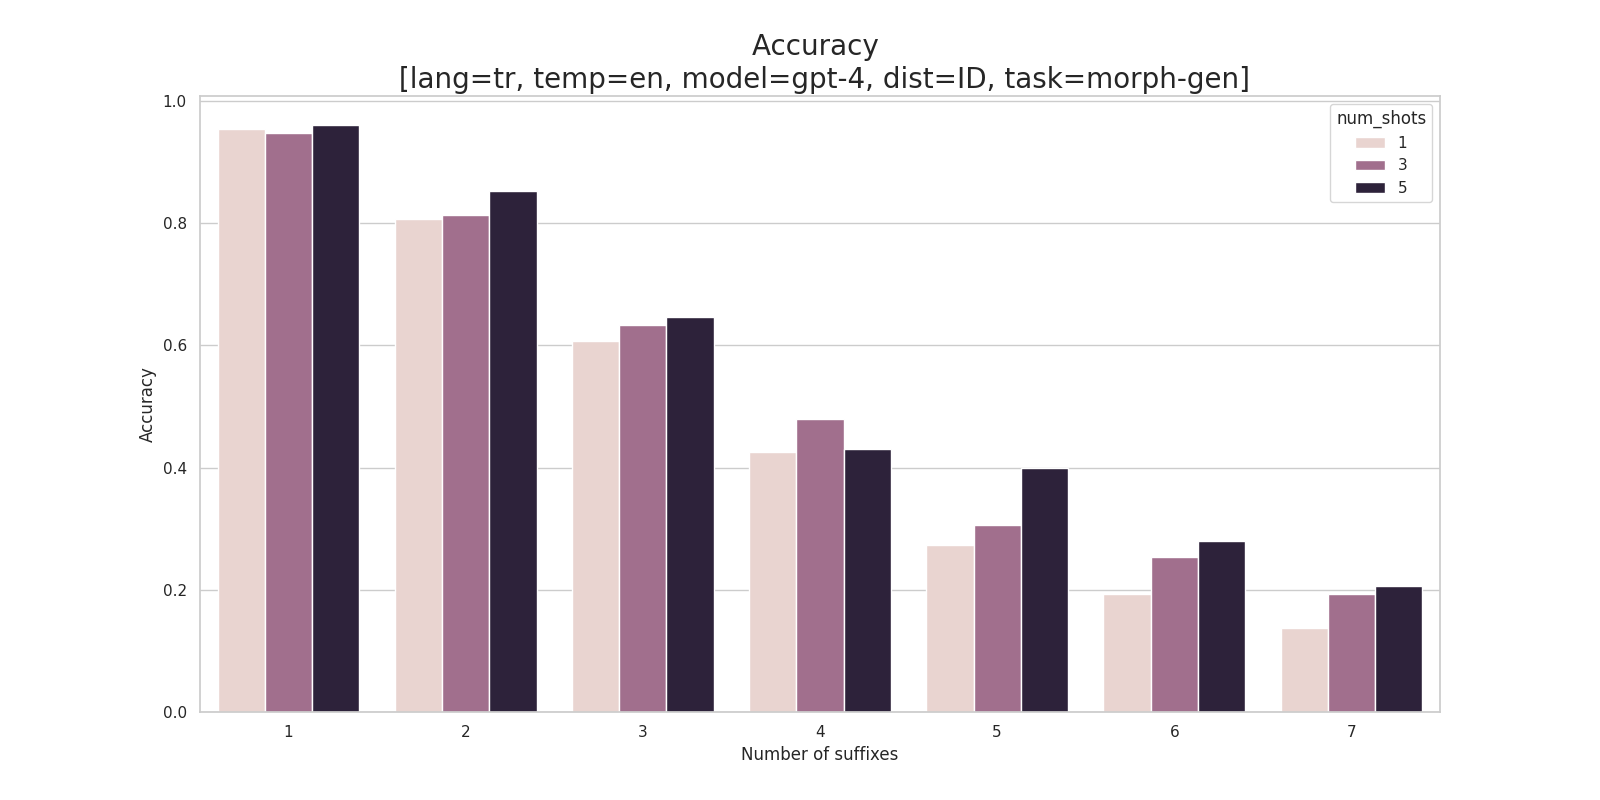 Accuracy
[lang=tr, temp=en, model=gpt-4, dist=ID, task=morph-gen]
num_shots
1
3
5
Accuracy
1.0
0.8
0.6
0.4
0.2
0.0
1 2 3 4 5 6 7
Number of suffixes